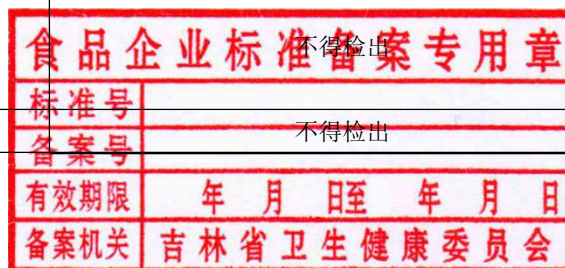 食品企业标准备案专用章
不得检出
标准号
不得检出
备案号
有效期限 年 月 日至 年 月 日
备案机关 吉林省卫生健康委员会